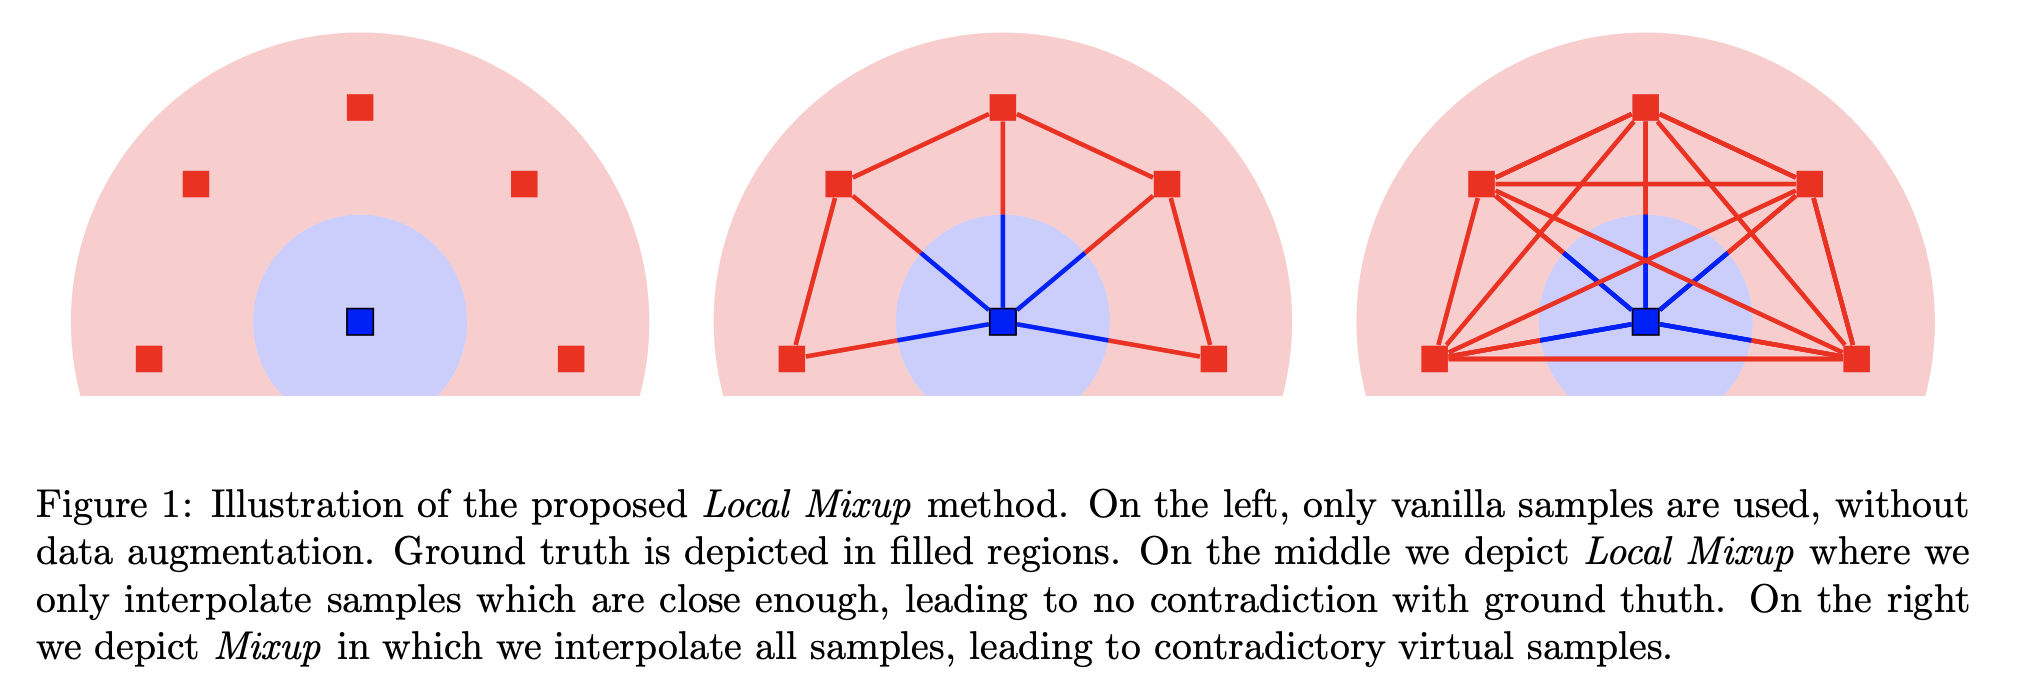 Figure 1: Illustration of the proposed Local Mixup method. On the left, only vanilla samples are used, without
data augmentation. Ground truth is depicted in filled regions. On the middle we depict Local Mixup where we
only interpolate samples which are close enough, leading to no contradiction with ground thuth. On the right
we depict Mixup in which we interpolate all samples, leading to contradictory virtual samples.